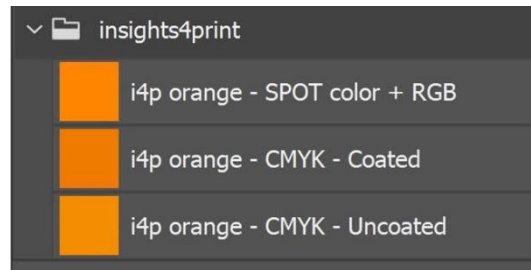 insights4print
i4p orange - SPOT color + RGB
i4p orange - CMYK - Coated
i4p orange - CMYK - Uncoated